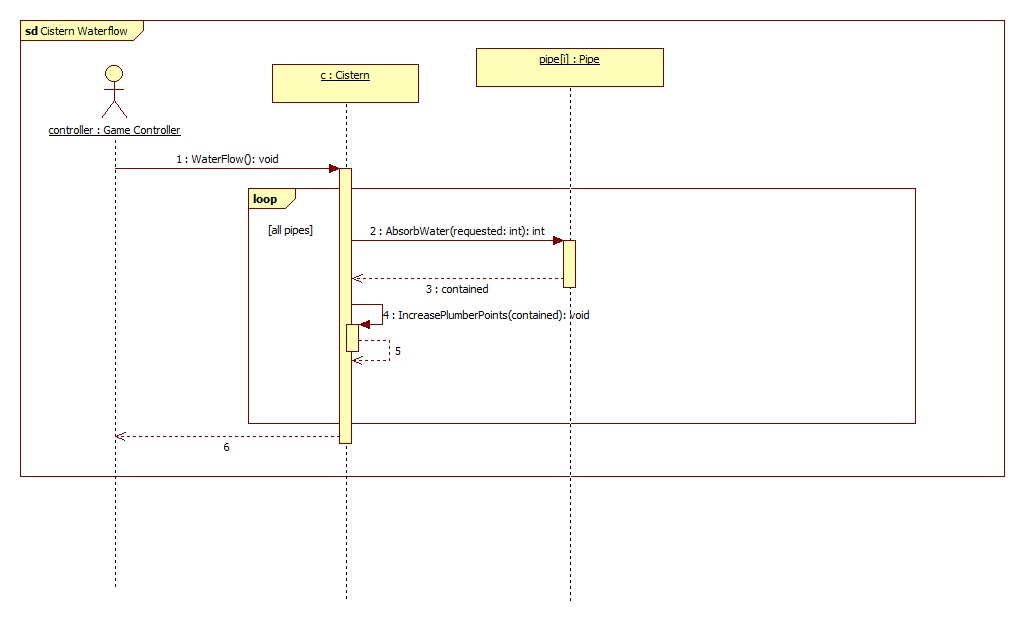 sd Cistern Waterflow
c : Cistern
pipe[i] : Pipe
controller : Game Controller
1 : WaterFlow(): void
loop
[all pipes]
2 : AbsorbWater(requested: int): int
3 : contained
4 : IncreasePlumberPoints(contained): void
5
6